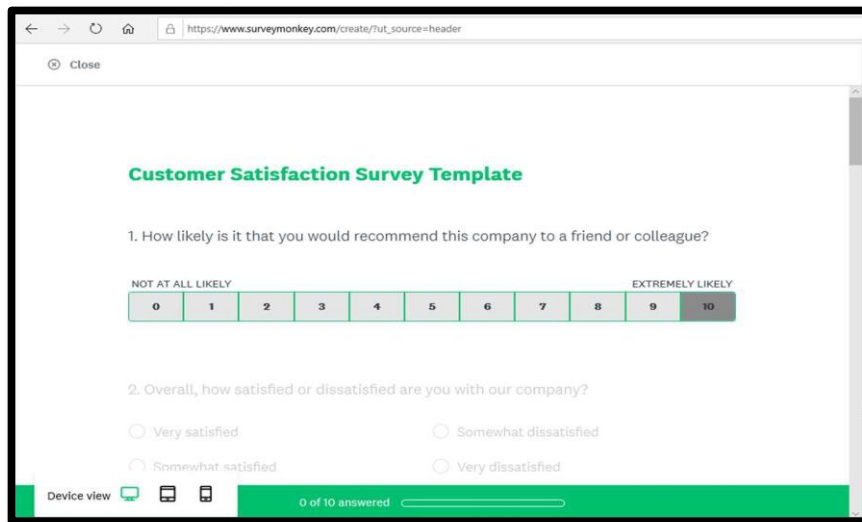 https://www.surveymonkey.com/create/?ut_source=header
Close
Customer Satisfaction Survey Template
1. How likely is it that you would recommend this company to a friend or colleague?
NOT AT ALL LIKELY EXTREMELY LIKELY
0 1 2 3 4 5 6 7 8 9 10
2. Overall, how satisfied or dissatisfied are you with our company?
Very satisfied Somewhat dissatisfied
Somewhat satisfied Very dissatisfied
Device view 0 of 10 answered